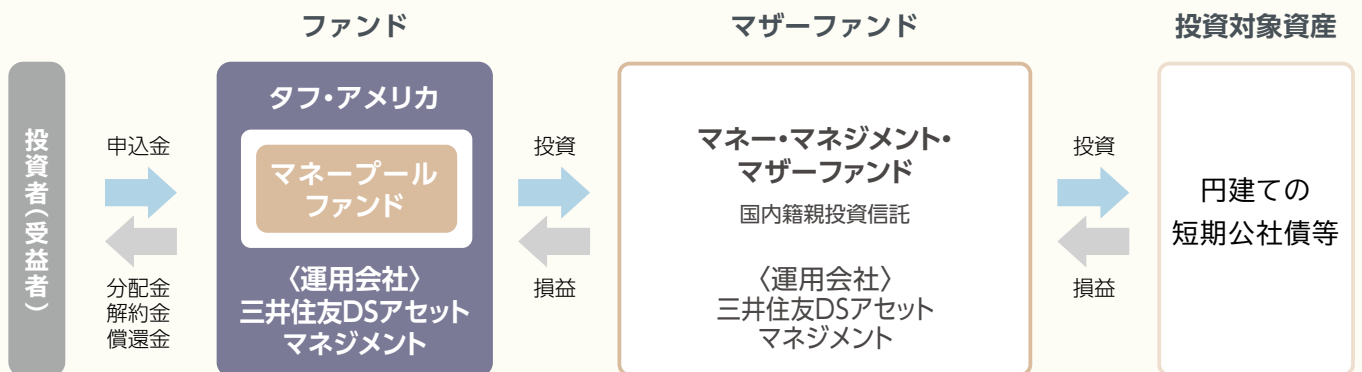 ファンド
マザーファンド
投資対象資産
投資者(受益者)
申込金
分配金
解約金
償還金
タフ・アメリカ
マネープール
ファンド
〈運用会社〉
三井住友DSアセット
マネジメント
投資
損益
マネー・マネジメント・
マザーファンド
国内籍親投資信託
〈運用会社〉
三井住友DSアセット
マネジメント
投資
損益
円建ての
短期公社債等